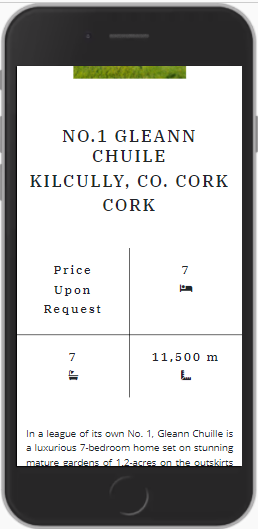 NO.1 GLEANN
CHUILE
KILCULLY, CO. CORK
CORK
Price
Upon
Request
7
7
11,500 m
In a league of its own No. 1, Gleann Chuille is
a luxurious 7-bedroom home set on stunning
mature gardens of 1.2-acres on the outskirts